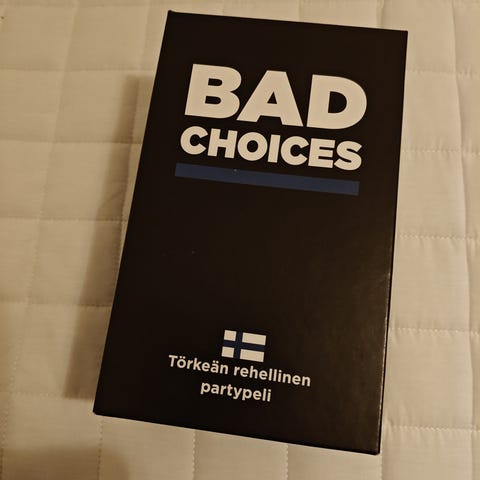 BAD
CHOICES
Törkeän rehellinen
partypeli